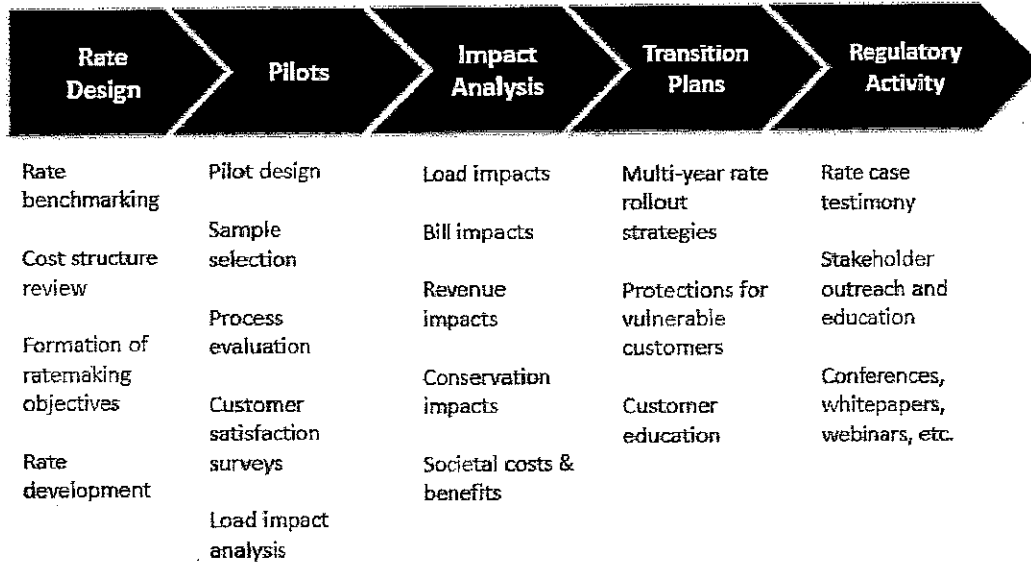 Rate
Design
Pilots
Impact
Analysis
Transition
Plans
Regulatory
Activity
Rate
benchmarking
Cost structure
review
Formation of
ratemaking
objectives
Rate
development
Pilot design
Sample
selection
Process
evaluation
Customer
satisfaction
surveys
Load impact
analysis
Load impacts
Bill impacts
Revenue
impacts
Conservation
impacts
Societal costs &
benefits
Multi-year rate
rollout
strategies
Protections for
vulnerable
customers
Customer
education
Rate case
testimony
Stakeholder
outreach and
education
Conferences,
whitepapers,
webinars, etc.